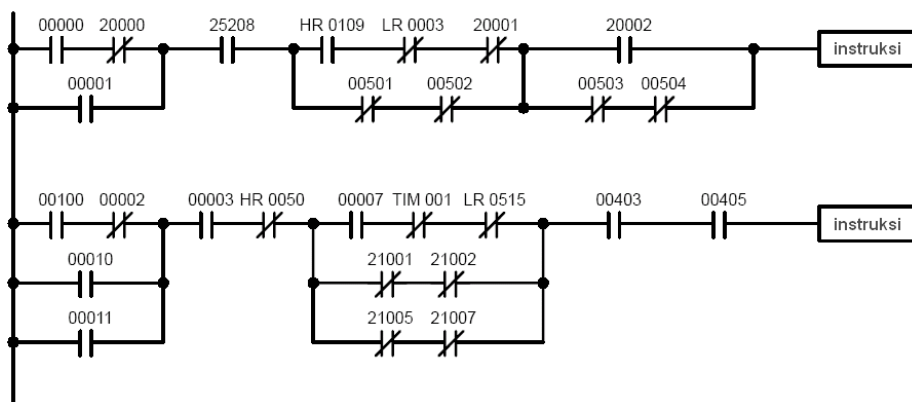 00000 20000 25208 HR 0109 LR 0003 20001 20002
instruksi
00001 00501 00502 00503 00504
00100 00002 00003 HR 0050 00007 TIM 001 LR 0515 00403 00405
instruksi
00010 21001 21002
00011 21005 21007